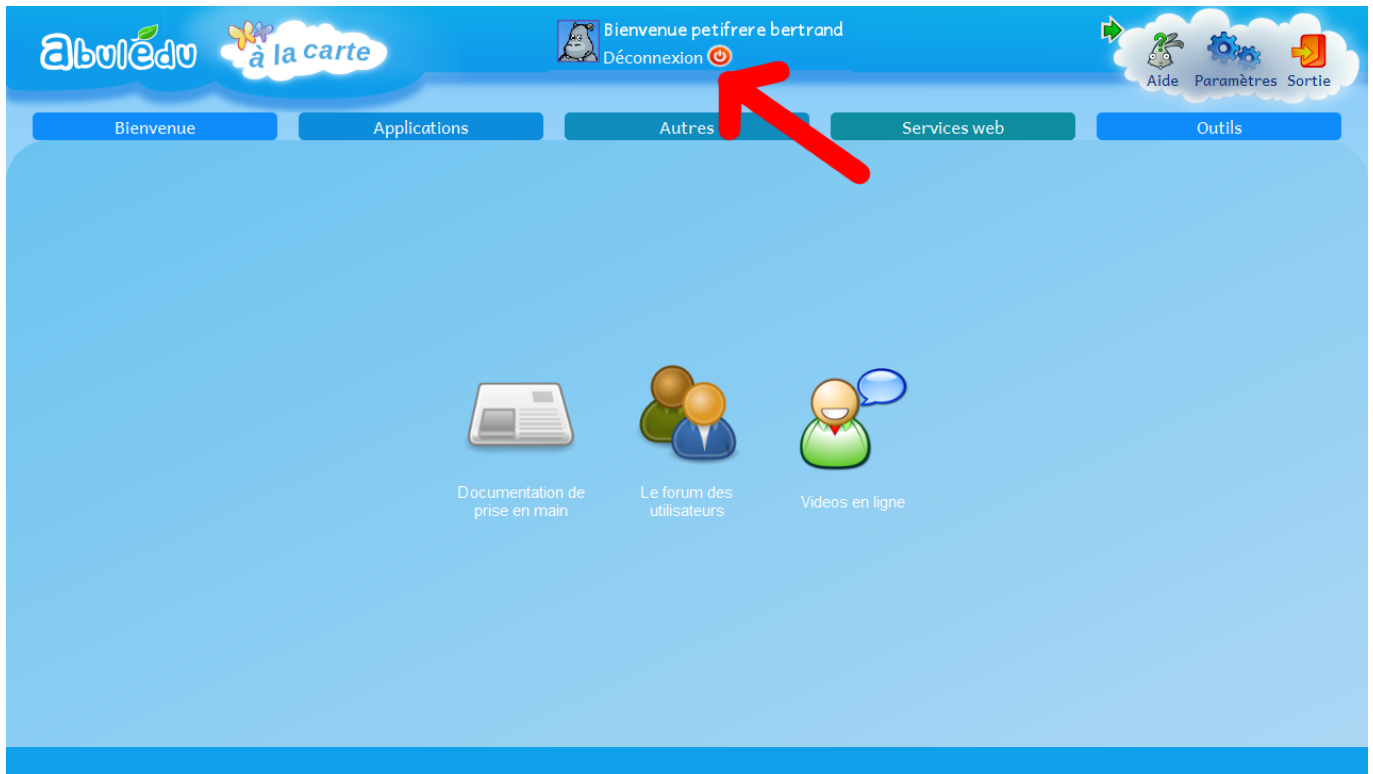 abulédu
à la carte
Bienvenue petifrere bertrand
Déconnexion
Aide Paramètres Sortie
Bienvenue Applications Autres Services web Outils
Documentation de
prise en main
Le forum des
utilisateurs
Videos en ligne